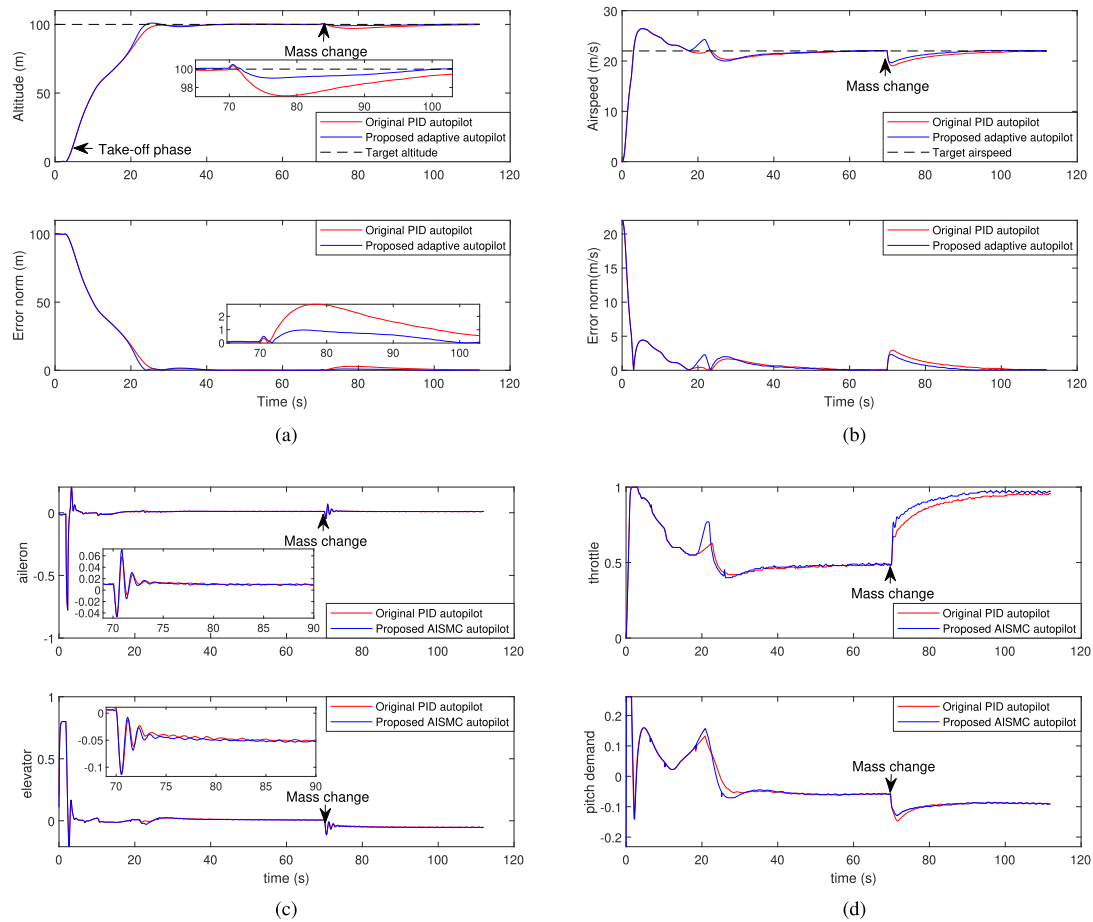 Altitude (m)
100
50
0
0
20
40
60
80
100
120
Mass change
Take-off phase
100
98
70
80
90
100
Original PID autopilot
Proposed adaptive autopilot
Target altitude
Error norm (m)
100
50
0
0
20
40
60
80
100
120
Time (s)
Original PID autopilot
Proposed adaptive autopilot
2
1
0
70
80
90
100
(a)
Airspeed (m/s)
30
20
10
0
0
20
40
60
80
100
120
Mass change
Original PID autopilot
Proposed adaptive autopilot
Target airspeed
Error norm(m/s)
20
15
10
5
0
0
20
40
60
80
100
120
Time (s)
Original PID autopilot
Proposed adaptive autopilot
(b)
aileron
0
-0.5
-1
0
20
40
60
80
100
120
Mass change
0.06
0.04
0.02
0
-0.02
-0.04
70
75
80
85
90
Original PID autopilot
Proposed AISMC autopilot
elevator
1
0
0
20
40
60
80
100
120
time (s)
Mass change
0
-0.05
-0.1
70
75
80
85
90
Original PID autopilot
Proposed AISMC autopilot
(c)
throttle
1
0.5
0
0
20
40
60
80
100
120
Mass change
Original PID autopilot
Proposed AISMC autopilot
pitch demand
0.2
0.1
0
-0.1
-0.2
0
20
40
60
80
100
120
time (s)
Mass change
Original PID autopilot
Proposed AISMC autopilot
(d)